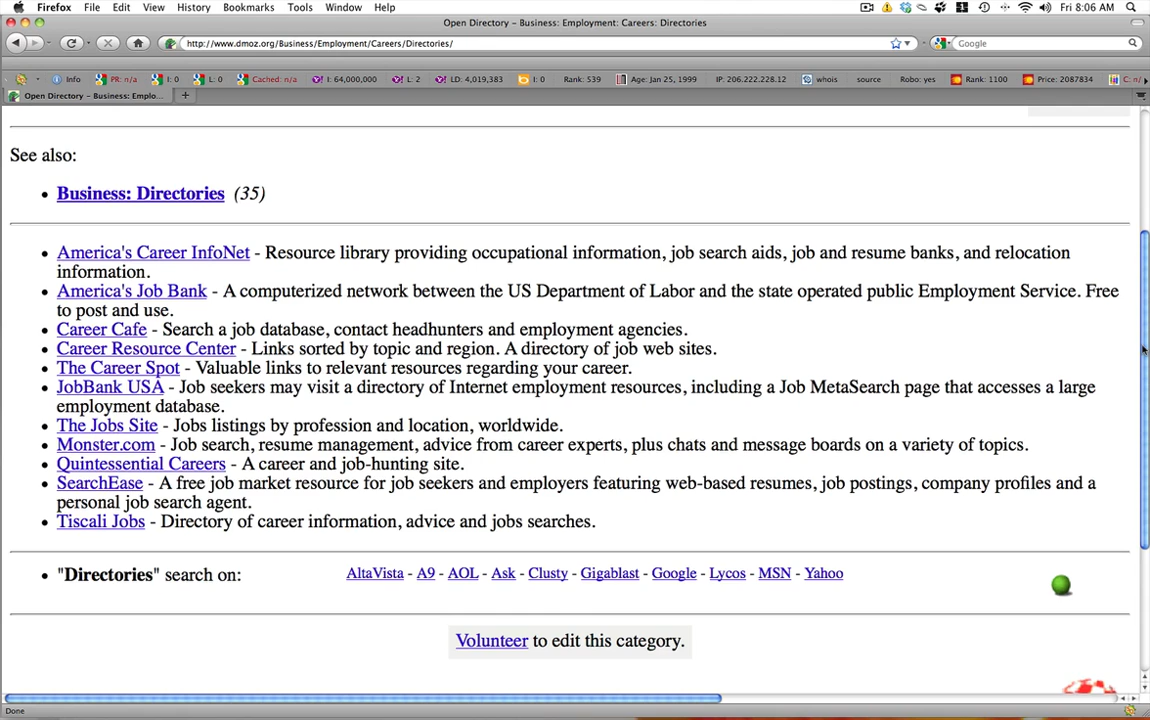 Firefox File Edit View History Bookmarks Tools Window Help Fri 8:06 AM
Open Directory - Business: Employment: Careers: Directories
http://www.dmoz.org/Business/Employment/Careers/Directories/ Google
Info PR: n/a I: 0 L: 0 Cached: n/a I: 64,000,000 L: 2 LD: 4,019,383 I: 0 Rank: 539 Age: Jan 25, 1999 IP: 206.222.228.12 whois source Robo: yes Rank: 1100 Price: 2087834 C: n/
Open Directory - Business: Emplo...
See also:
• Business: Directories (35)
• America's Career InfoNet - Resource library providing occupational information, job search aids, job and resume banks, and relocation
information.
• America's Job Bank - A computerized network between the US Department of Labor and the state operated public Employment Service. Free
to post and use.
• Career Cafe - Search a job database, contact headhunters and employment agencies.
• Career Resource Center - Links sorted by topic and region. A directory of job web sites.
• The Career Spot - Valuable links to relevant resources regarding your career.
• JobBank USA - Job seekers may visit a directory of Internet employment resources, including a Job MetaSearch page that accesses a large
employment database.
• The Jobs Site - Jobs listings by profession and location, worldwide.
• Monster.com - Job search, resume management, advice from career experts, plus chats and message boards on a variety of topics.
• Quintessential Careers - A career and job-hunting site.
• SearchEase - A free job market resource for job seekers and employers featuring web-based resumes, job postings, company profiles and a
personal job search agent.
• Tiscali Jobs - Directory of career information, advice and jobs searches.
• "Directories" search on: AltaVista - A9 - AOL - Ask - Clusty - Gigablast - Google - Lycos - MSN - Yahoo
Volunteer to edit this category.
Done